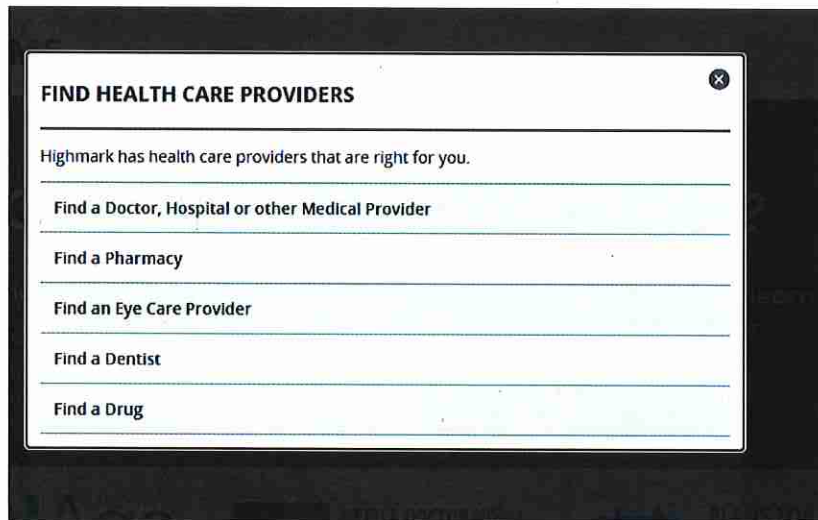 FIND HEALTH CARE PROVIDERS
Highmark has health care providers that are right for you.
Find a Doctor, Hospital or other Medical Provider
Find a Pharmacy
Find an Eye Care Provider
Find a Dentist
Find a Drug